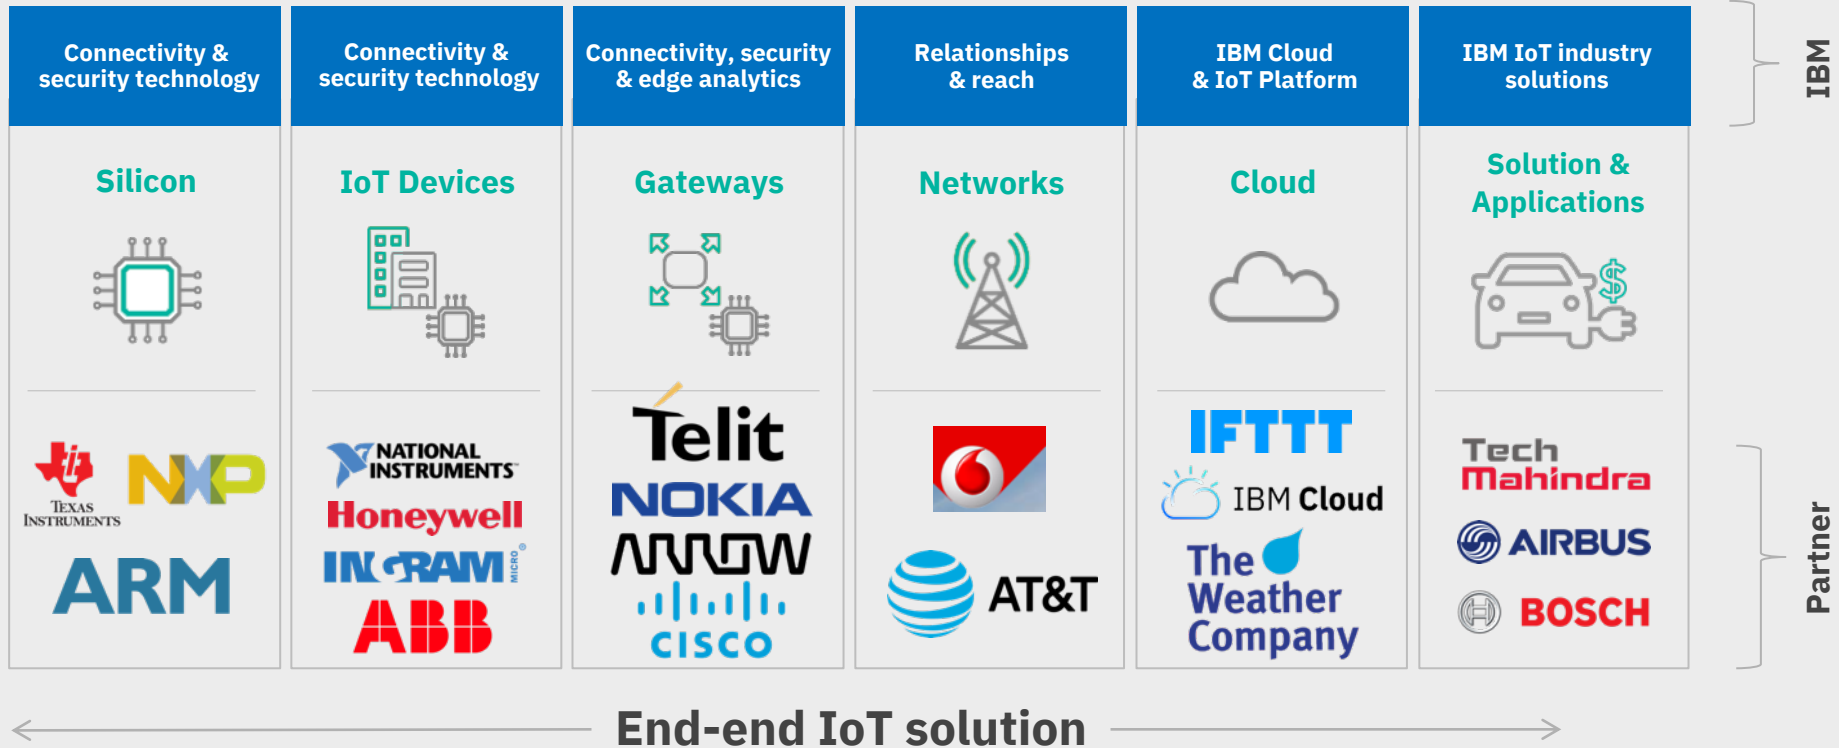 Connectivity &
security technology
Connectivity &
security technology
Connectivity, security
& edge analytics
Relationships
& reach
IBM Cloud
& IoT Platform
IBM IoT industry
solutions
IBM
Silicon
IoT Devices
Gateways
Networks
Cloud
Solution &
Applications
$
TEXAS
INSTRUMENTS
NXP
ARM
NATIONAL
INSTRUMENTS™
Honeywell
INGRAM MICRO®
ABB
Telit
NOKIA
ARROW
CISCO
AT&T
IFTTT
IBM Cloud
The
Weather
Company
Tech
Mahindra
AIRBUS
BOSCH
Partner
End-end IoT solution